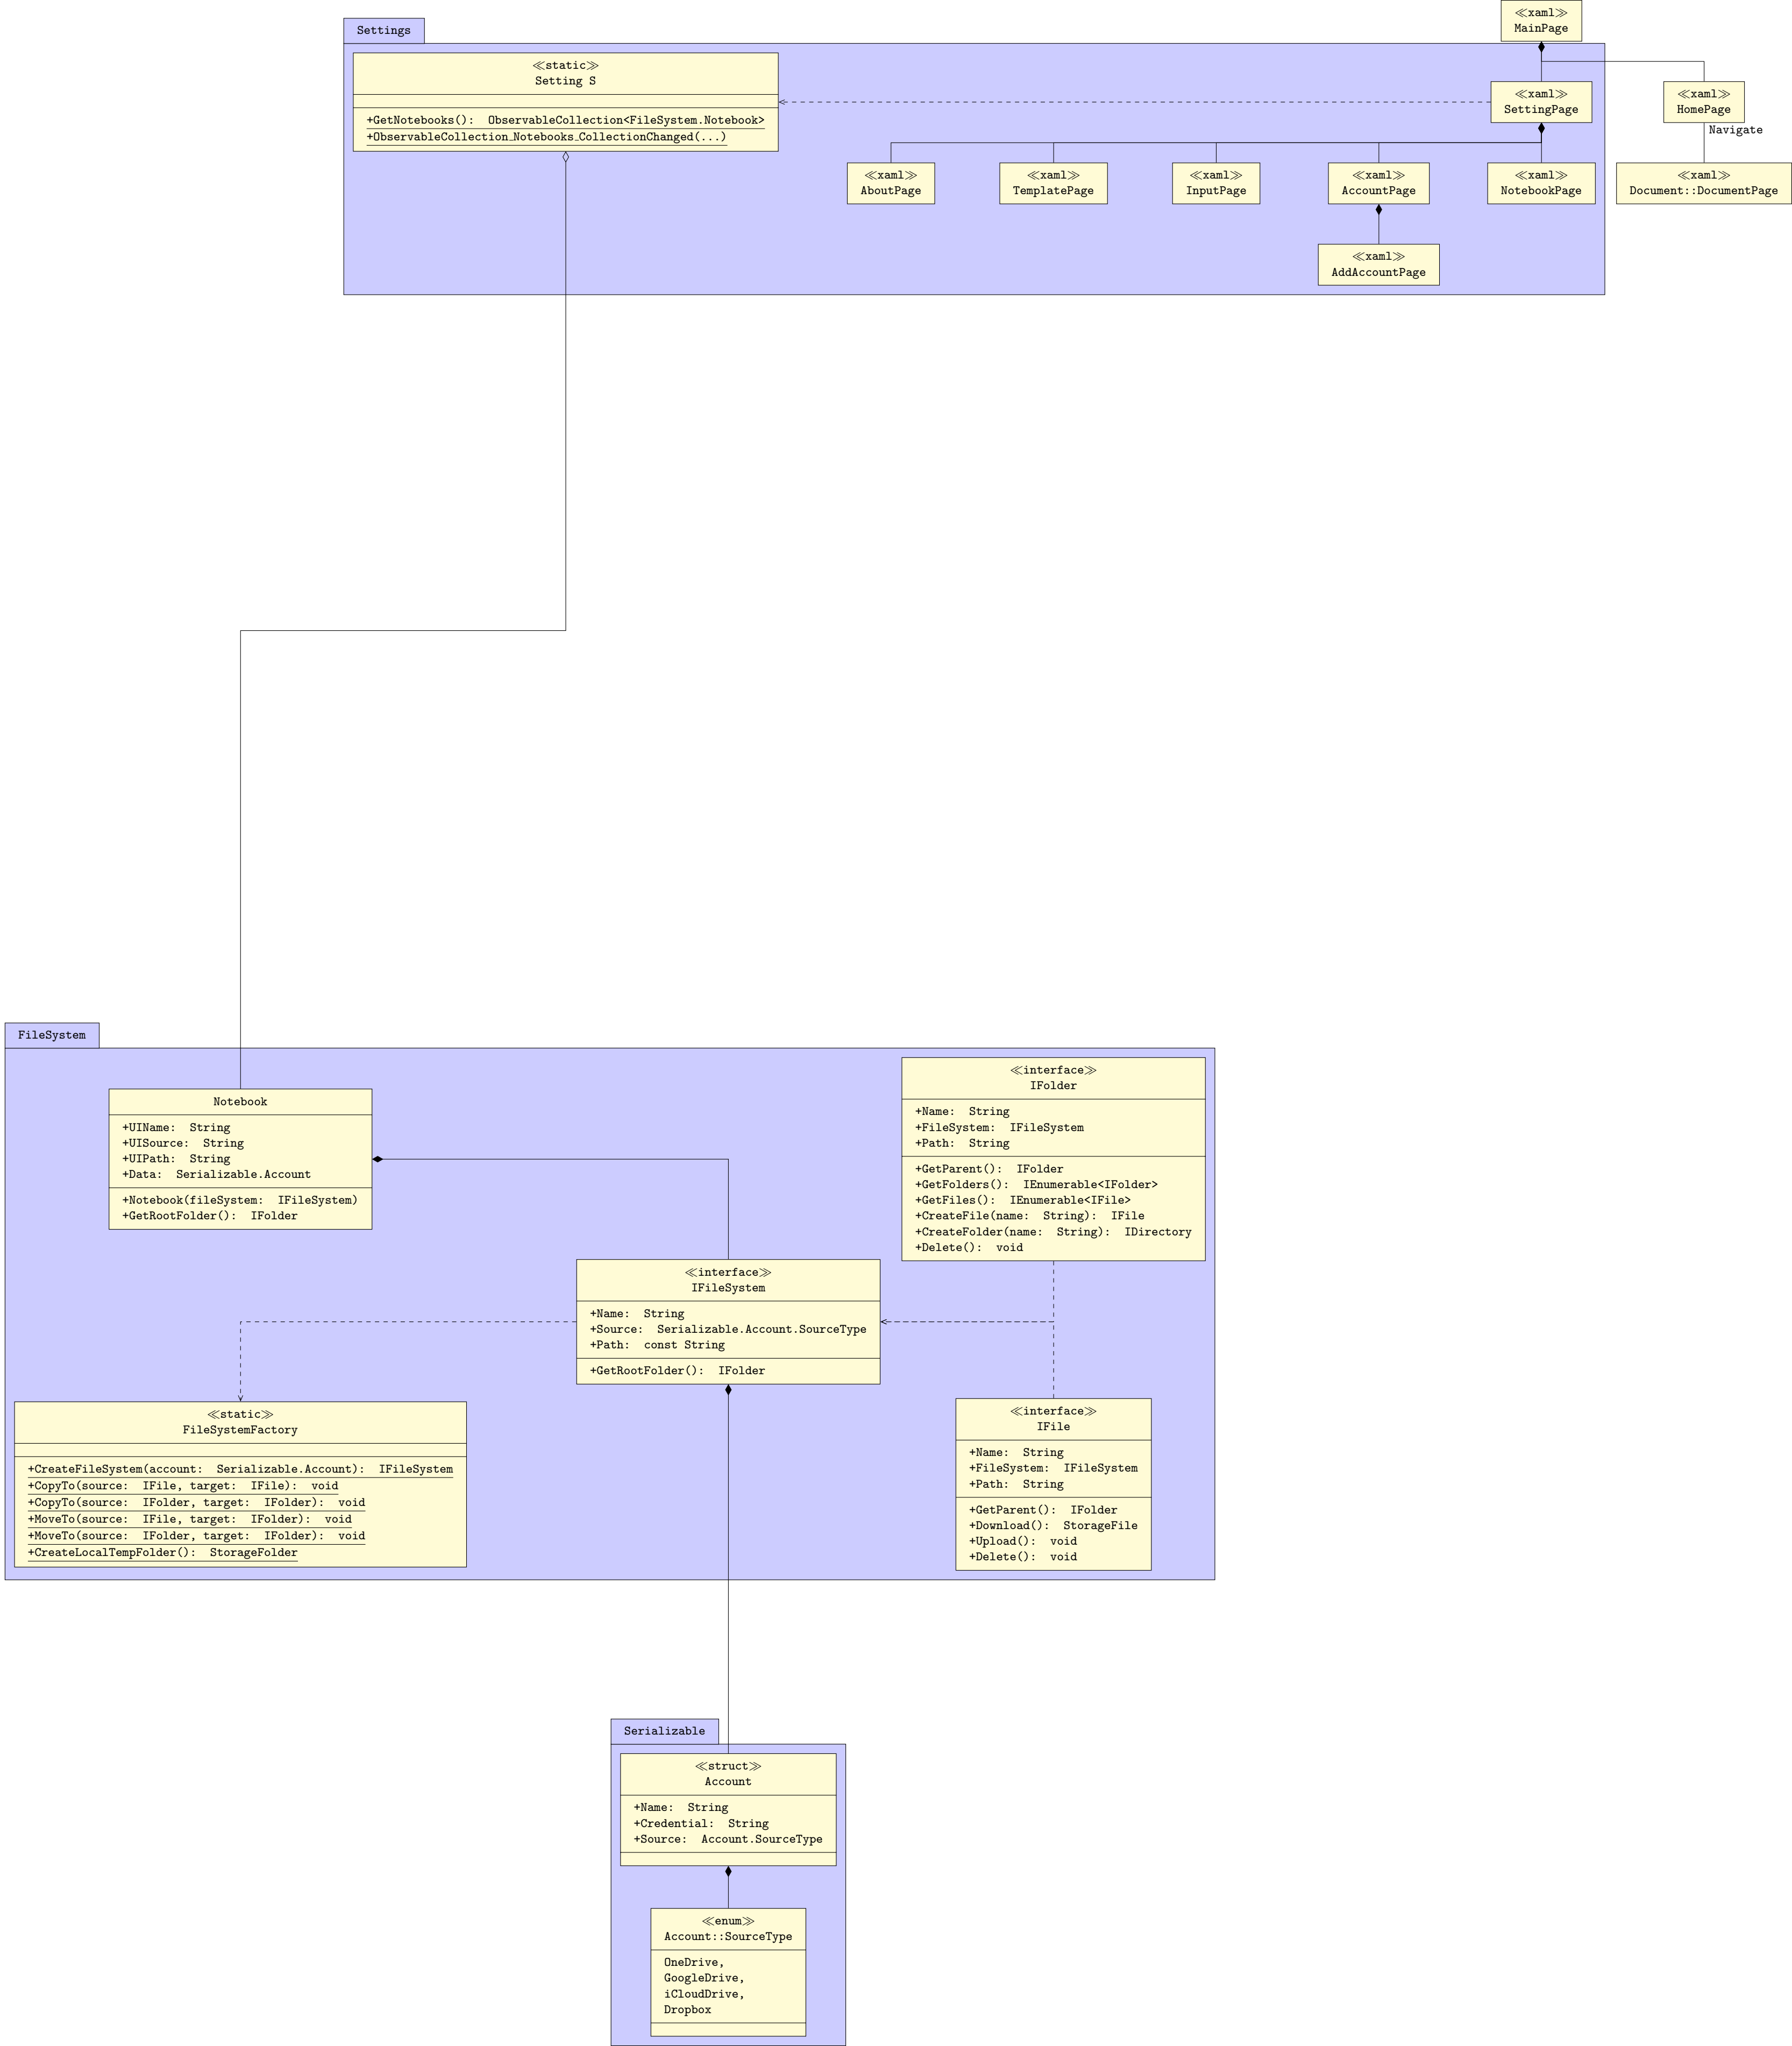 ≪xaml≫
MainPage
Settings
≪static≫
Setting S
+GetNotebooks(): ObservableCollection<FileSystem.Notebook>
+ObservableCollection_Notebooks_CollectionChanged(...)
≪xaml≫
SettingPage
≪xaml≫
HomePage
Navigate
≪xaml≫
AboutPage
≪xaml≫
TemplatePage
≪xaml≫
InputPage
≪xaml≫
AccountPage
≪xaml≫
NotebookPage
≪xaml≫
Document::DocumentPage
≪xaml≫
AddAccountPage
FileSystem
Notebook
+UIName: String
+UISource: String
+UIPath: String
+Data: Serializable.Account
+Notebook(fileSystem: IFileSystem)
+GetRootFolder(): IFolder
≪interface≫
IFolder
+Name: String
+FileSystem: IFileSystem
+Path: String
+GetParent(): IFolder
+GetFolders(): IEnumerable<IFolder>
+GetFiles(): IEnumerable<IFile>
+CreateFile(name: String): IFile
+CreateFolder(name: String): IDirectory
+Delete(): void
≪interface≫
IFileSystem
+Name: String
+Source: Serializable.Account.SourceType
+Path: const String
+GetRootFolder(): IFolder
≪static≫
FileSystemFactory
+CreateFileSystem(account: Serializable.Account): IFileSystem
+CopyTo(source: IFile, target: IFile): void
+CopyTo(source: IFolder, target: IFolder): void
+MoveTo(source: IFile, target: IFolder): void
+MoveTo(source: IFolder, target: IFolder): void
+CreateLocalTempFolder(): StorageFolder
≪interface≫
IFile
+Name: String
+FileSystem: IFileSystem
+Path: String
+GetParent(): IFolder
+Download(): StorageFile
+Upload(): void
+Delete(): void
Serializable
≪struct≫
Account
+Name: String
+Credential: String
+Source: Account.SourceType
≪enum≫
Account::SourceType
OneDrive,
GoogleDrive,
iCloudDrive,
Dropbox